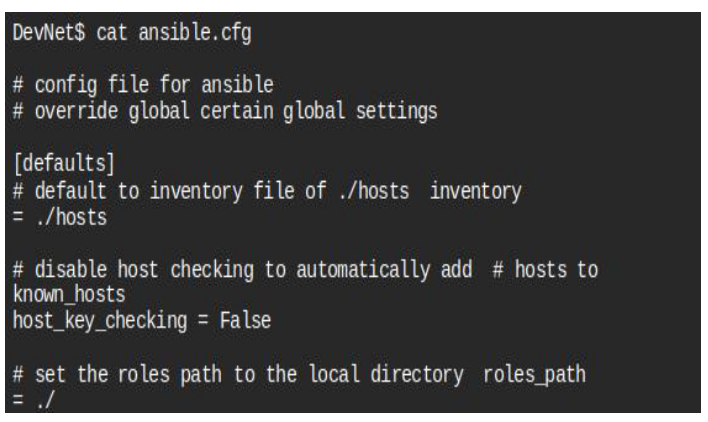 DevNet$ cat ansible.cfg
# config file for ansible
# override global certain global settings
[defaults]
# default to inventory file of ./hosts  inventory
= ./hosts
# disable host checking to automatically add  # hosts to
known_hosts
host_key_checking = False
# set the roles path to the local directory  roles_path
= ./